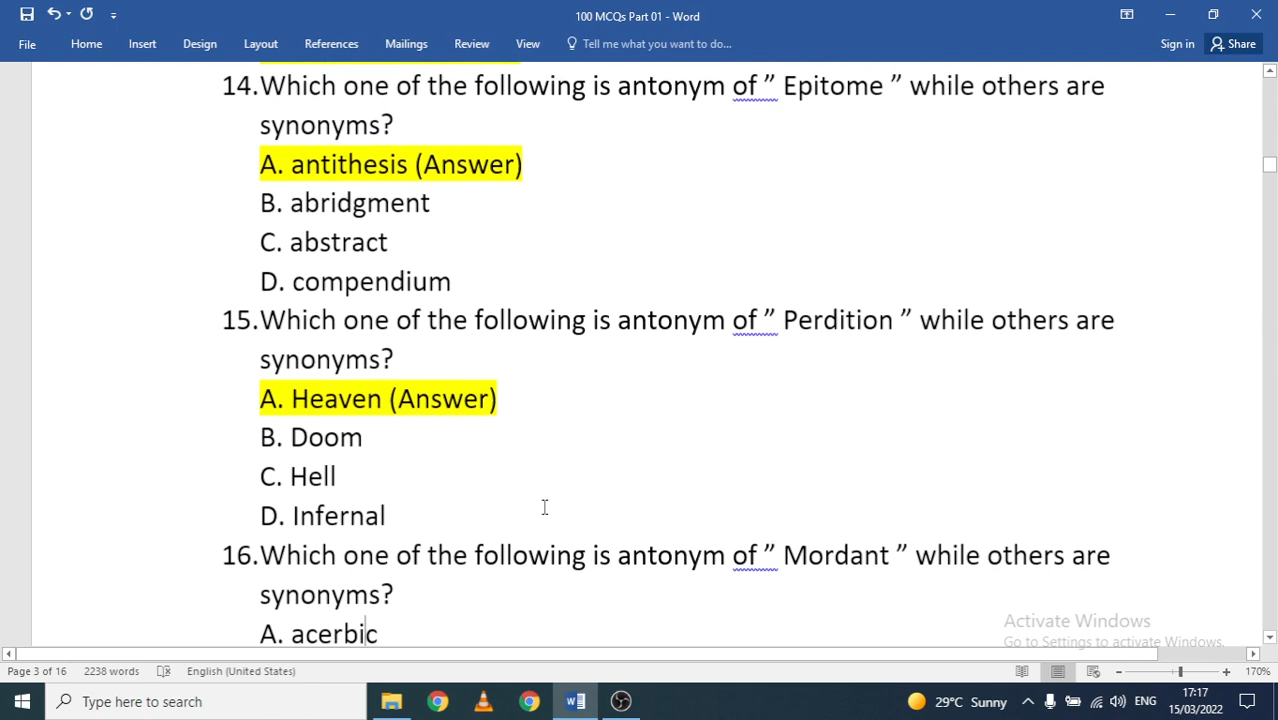 100 MCQs Part 01 - Word
File Home Insert Design Layout References Mailings Review View Tell me what you want to do... Sign in Share
14.Which one of the following is antonym of ” Epitome ” while others are
synonyms?
A. antithesis (Answer)
B. abridgment
C. abstract
D. compendium
15.Which one of the following is antonym of ” Perdition ” while others are
synonyms?
A. Heaven (Answer)
B. Doom
C. Hell
D. Infernal
16.Which one of the following is antonym of ” Mordant ” while others are
synonyms?
A. acerbic
Activate Windows
Go to Settings to activate Windows.
Page 3 of 16 2238 words English (United States) 170%
Type here to search 29°C Sunny ENG 17:17
15/03/2022